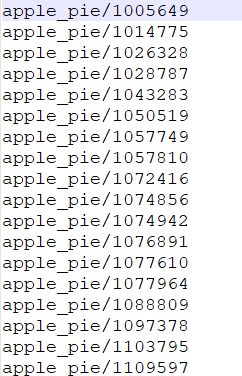 apple_pie/1005649
apple_pie/1014775
apple_pie/1026328
apple_pie/1028787
apple_pie/1043283
apple_pie/1050519
apple_pie/1057749
apple_pie/1057810
apple_pie/1072416
apple_pie/1074856
apple_pie/1074942
apple_pie/1076891
apple_pie/1077610
apple_pie/1077964
apple_pie/1088809
apple_pie/1097378
apple_pie/1103795
apple_pie/1109597